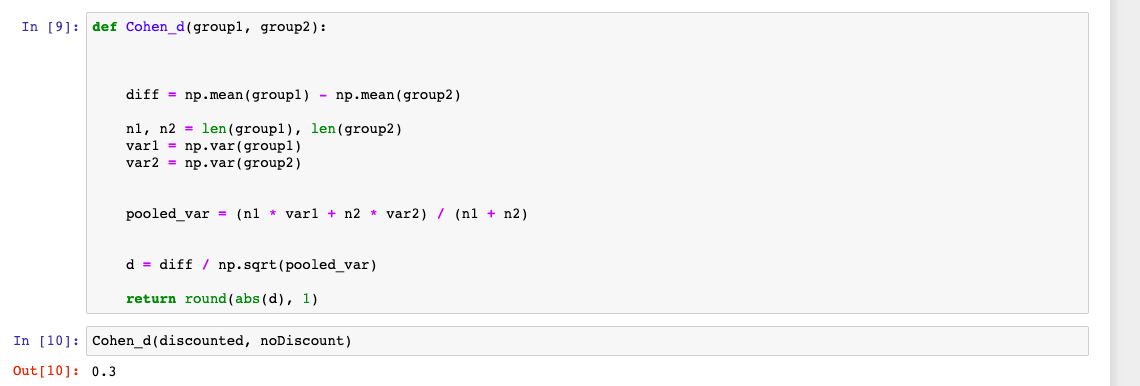 In [9]: def Cohen_d(group1, group2):
diff = np.mean(group1) - np.mean(group2)
n1, n2 = len(group1), len(group2)
var1 = np.var(group1)
var2 = np.var(group2)
pooled_var = (n1 * var1 + n2 * var2) / (n1 + n2)
d = diff / np.sqrt(pooled_var)
return round(abs(d), 1)
In [10]: Cohen_d(discounted, noDiscount)
Out[10]: 0.3